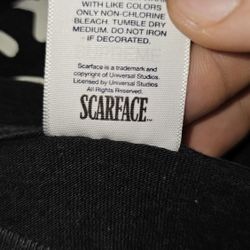 WITH LIKE COLORS
ONLY NON-CHLORINE
BLEACH. TUMBLE DRY
MEDIUM. DO NOT IRON
IF DECORATED.
Scarface is a trademark and
copyright of Universal Studios.
Licensed by Universal Studios
All Rights Reserved.
SCARFACE™